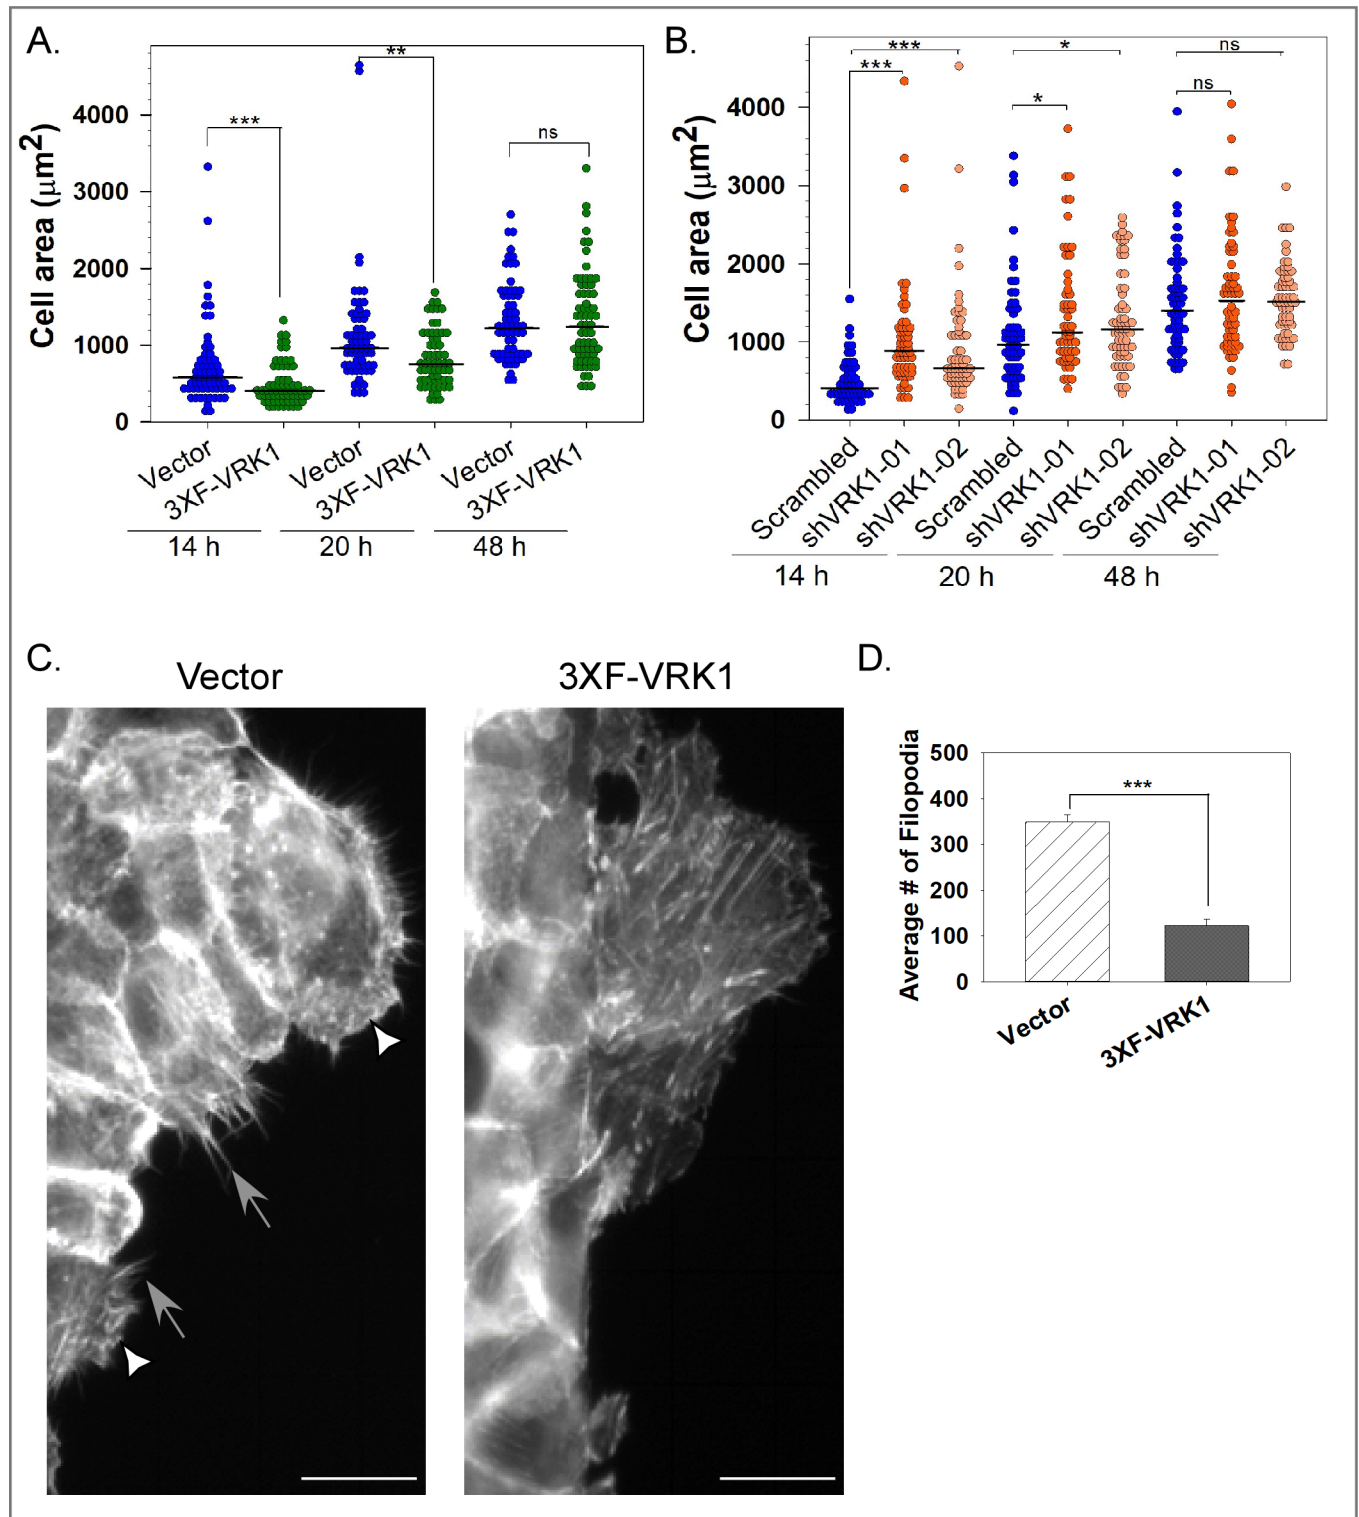 A.
Cell area (μm²)
4000
3000
2000
1000
0
***
**
ns
Vector
3XF-VRK1
Vector
3XF-VRK1
Vector
3XF-VRK1
14 h
20 h
48 h
B.
Cell area (μm²)
4000
3000
2000
1000
0
***
***
*
*
ns
ns
Scrambled
shVRK1-01
shVRK1-02
Scrambled
shVRK1-01
shVRK1-02
Scrambled
shVRK1-01
shVRK1-02
14 h
20 h
48 h
C.
Vector
3XF-VRK1
D.
Average # of Filopodia
500
400
300
200
100
0
***
Vector
3XF-VRK1